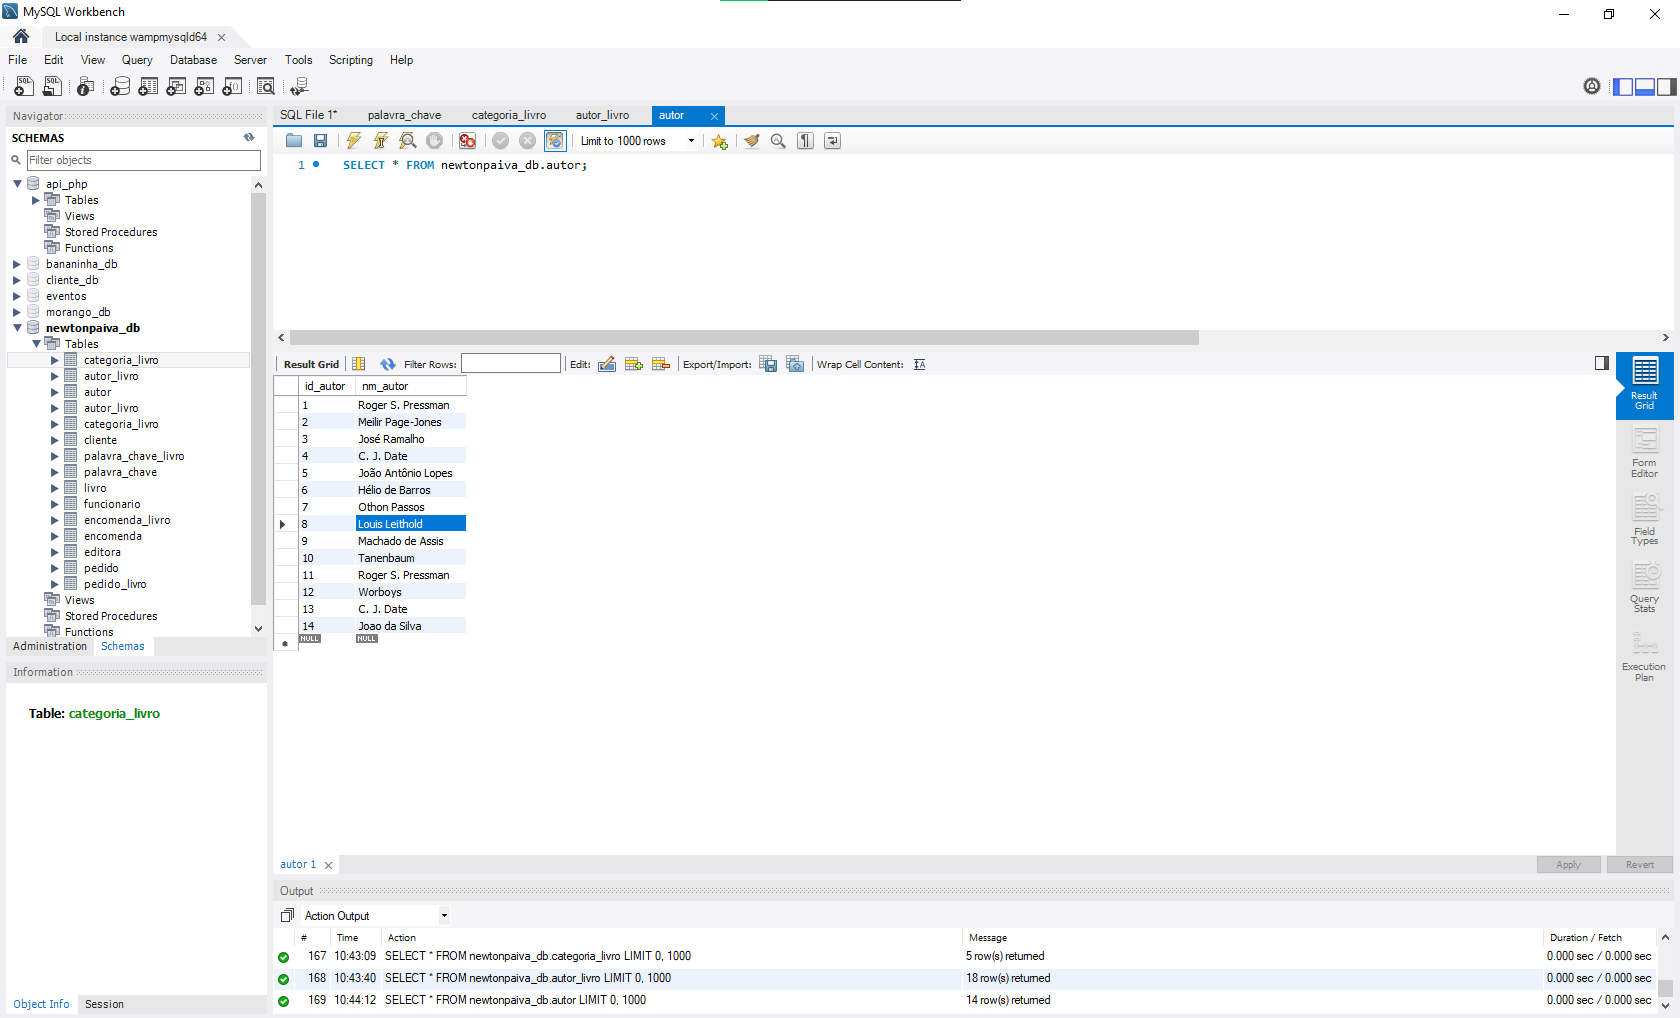 MySQL Workbench
Local instance wampmysqld64
File Edit View Query Database Server Tools Scripting Help
Navigator
SCHEMAS
Filter objects
api_php
Tables
Views
Stored Procedures
Functions
bananinha_db
cliente_db
eventos
morango_db
newtonpaiva_db
Tables
categoria_livro
autor_livro
autor
autor_livro
categoria_livro
cliente
palavra_chave_livro
palavra_chave
livro
funcionario
encomenda_livro
encomenda
editora
pedido
pedido_livro
Views
Stored Procedures
Functions
Administration Schemas
Information
Table: categoria_livro
Object Info Session
SQL File 1* palavra_chave categoria_livro autor_livro autor
Limit to 1000 rows
1 SELECT * FROM newtonpaiva_db.autor;
Result Grid Filter Rows: Edit: Export/Import: Wrap Cell Content: IA
id_autor nm_autor
1 Roger S. Pressman
2 Meilir Page-Jones
3 José Ramalho
4 C. J. Date
5 João Antônio Lopes
6 Hélio de Barros
7 Othon Passos
8 Louis Leithold
9 Machado de Assis
10 Tanenbaum
11 Roger S. Pressman
12 Worboys
13 C. J. Date
14 Joao da Silva
NULL NULL
Result
Grid
Form
Editor
Field
Types
Query
Stats
Execution
Plan
autor 1
Apply Revert
Output
Action Output
# Time Action Message Duration / Fetch
167 10:43:09 SELECT * FROM newtonpaiva_db.categoria_livro LIMIT 0, 1000 5 row(s) returned 0.000 sec / 0.000 sec
168 10:43:40 SELECT * FROM newtonpaiva_db.autor_livro LIMIT 0, 1000 18 row(s) returned 0.000 sec / 0.000 sec
169 10:44:12 SELECT * FROM newtonpaiva_db.autor LIMIT 0, 1000 14 row(s) returned 0.000 sec / 0.000 sec